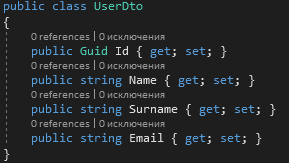 public class UserDto
{
0 references | 0 исключения
public Guid Id { get; set; }
0 references | 0 исключения
public string Name { get; set; }
0 references | 0 исключения
public string Surname { get; set; }
0 references | 0 исключения
public string Email { get; set; }
}